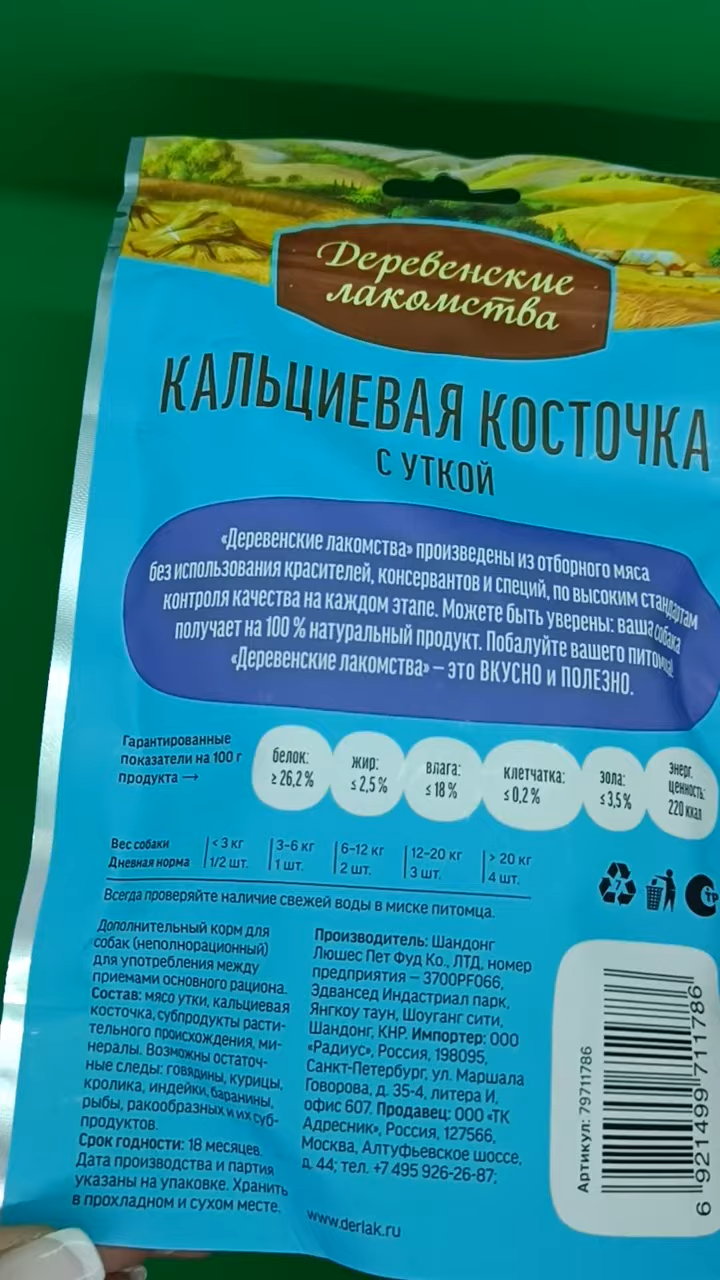 Деревенские
лакомства
КАЛЬЦИЕВАЯ КОСТОЧКА
С УТКОЙ
«Деревенские лакомства» произведены из отборного мяса
без использования красителей, консервантов и специй, по высоким стандартам
контроля качества на каждом этапе. Можете быть уверены: ваша собака
получает на 100 % натуральный продукт. Побалуйте вашего питомца!
«Деревенские лакомства» – это ВКУСНО и ПОЛЕЗНО.
Гарантированные
показатели на 100 г
продукта →
белок:
≥ 26,2 %
жир:
≤ 2,5 %
влага:
≤ 18 %
клетчатка:
≤ 0,2 %
зола:
≤ 3,5 %
энерг.
ценность:
220 ккал
Вес собаки < 3 кг 3–6 кг 6–12 кг 12–20 кг > 20 кг
Дневная норма 1/2 шт. 1 шт. 2 шт. 3 шт. 4 шт.
Всегда проверяйте наличие свежей воды в миске питомца.
Дополнительный корм для
собак (неполнорационный)
для употребления между
приемами основного рациона.
Состав: мясо утки, кальциевая
косточка, субпродукты расти-
тельного происхождения, ми-
нералы. Возможны остаточ-
ные следы: говядины, курицы,
кролика, индейки, баранины,
рыбы, ракообразных и их суб-
продуктов.
Срок годности: 18 месяцев.
Дата производства и партия
указаны на упаковке. Хранить
в прохладном и сухом месте.
Производитель: Шандонг
Люшес Пет Фуд Ко., ЛТД, номер
предприятия – 3700PF066,
Эдвансед Индастриал парк,
Янгкоу таун, Шоуганг сити,
Шандонг, КНР. Импортер: ООО
«Радиус», Россия, 198095,
Санкт-Петербург, ул. Маршала
Говорова, д. 35-4, литера И,
офис 607. Продавец: ООО «ТК
Адресник», Россия, 127566,
Москва, Алтуфьевское шоссе,
д. 44; тел. +7 495 926-26-87;
www.derlak.ru
7
Артикул: 79711786
6 921499 711786